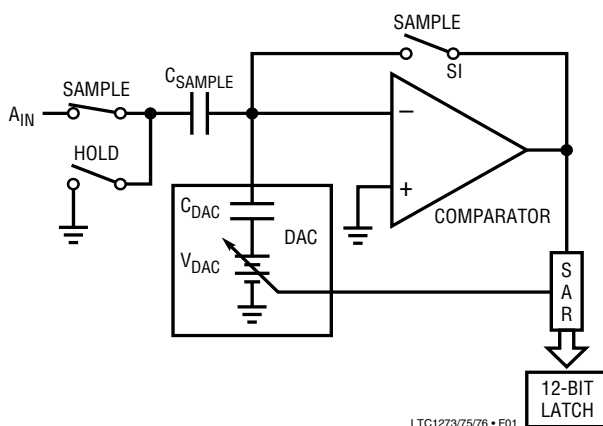 SAMPLE
SI
C_SAMPLE
SAMPLE
A_IN
HOLD
−
+
COMPARATOR
C_DAC
DAC
V_DAC
S
A
R
12-BIT
LATCH
LTC1273/75/76 • F01